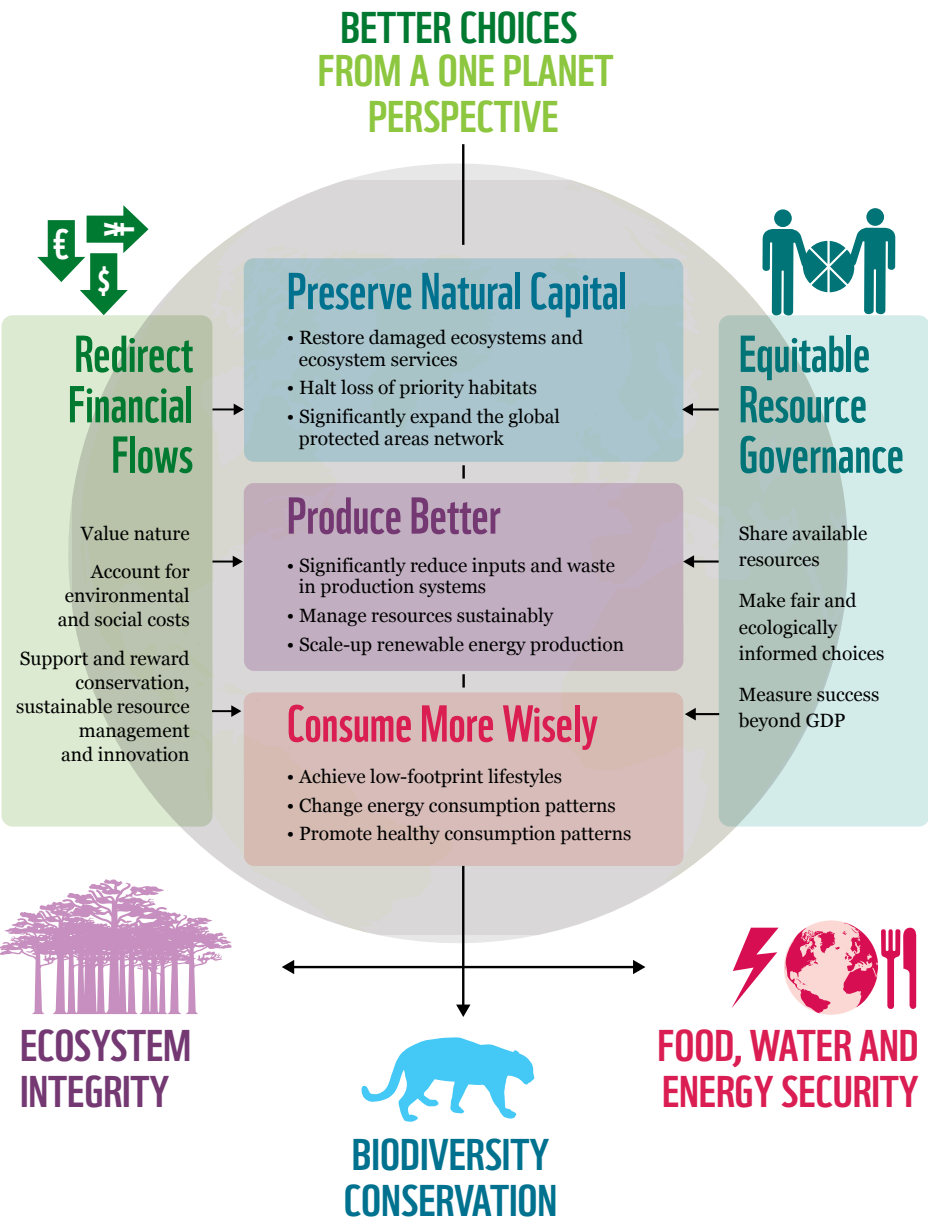 BETTER CHOICES
FROM A ONE PLANET
PERSPECTIVE
€
¥
$
Redirect
Financial
Flows
Value nature
Account for
environmental
and social costs
Support and reward
conservation,
sustainable resource
management
and innovation
Preserve Natural Capital
• Restore damaged ecosystems and
ecosystem services
• Halt loss of priority habitats
• Significantly expand the global
protected areas network
Produce Better
• Significantly reduce inputs and waste
in production systems
• Manage resources sustainably
• Scale-up renewable energy production
Consume More Wisely
• Achieve low-footprint lifestyles
• Change energy consumption patterns
• Promote healthy consumption patterns
Equitable
Resource
Governance
Share available
resources
Make fair and
ecologically
informed choices
Measure success
beyond GDP
ECOSYSTEM
INTEGRITY
BIODIVERSITY
CONSERVATION
FOOD, WATER AND
ENERGY SECURITY